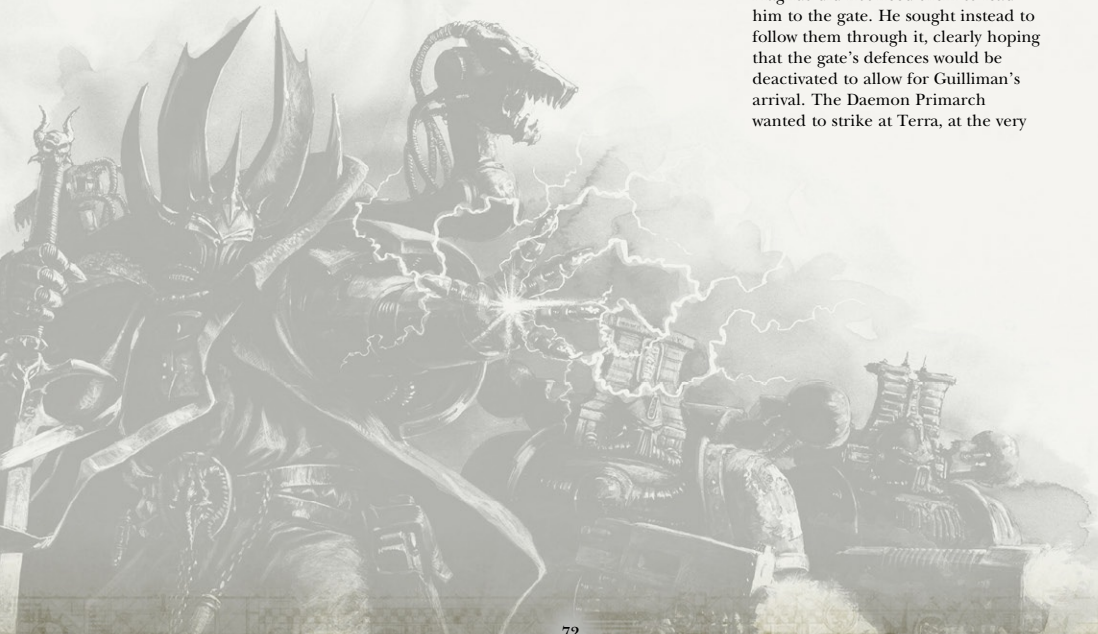 him to the gate. He sought instead to
follow them through it, clearly hoping
that the gate’s defences would be
deactivated to allow for Guilliman’s
arrival. The Daemon Primarch
wanted to strike at Terra, at the very
72